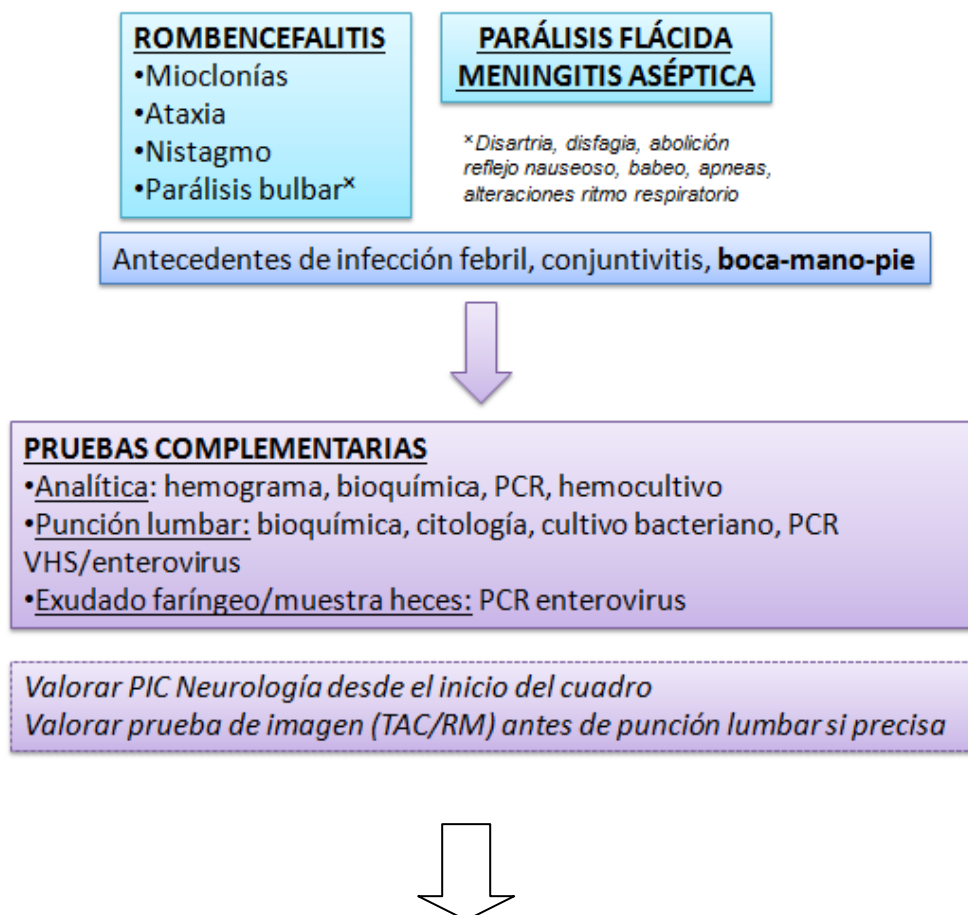 ROMBENCEFALITIS
•Mioclonías
•Ataxia
•Nistagmo
•Parálisis bulbar×
PARÁLISIS FLÁCIDA
MENINGITIS ASÉPTICA
×Disartria, disfagia, abolición
reflejo nauseoso, babeo, apneas,
alteraciones ritmo respiratorio
Antecedentes de infección febril, conjuntivitis, boca-mano-pie
PRUEBAS COMPLEMENTARIAS
•Analítica: hemograma, bioquímica, PCR, hemocultivo
•Punción lumbar: bioquímica, citología, cultivo bacteriano, PCR
VHS/enterovirus
•Exudado faríngeo/muestra heces: PCR enterovirus
Valorar PIC Neurología desde el inicio del cuadro
Valorar prueba de imagen (TAC/RM) antes de punción lumbar si precisa